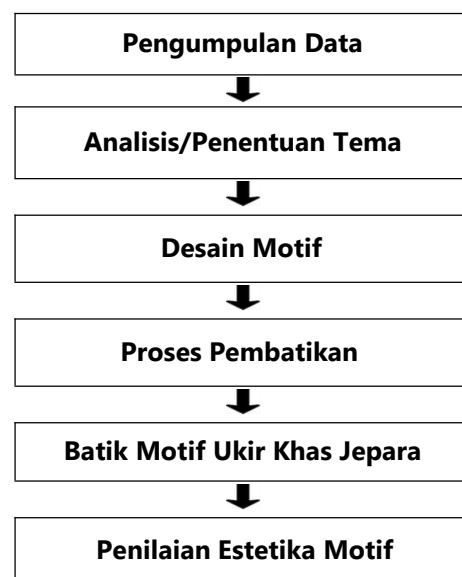 Pengumpulan Data
Analisis/Penentuan Tema
Desain Motif
Proses Pembatikan
Batik Motif Ukir Khas Jepara
Penilaian Estetika Motif